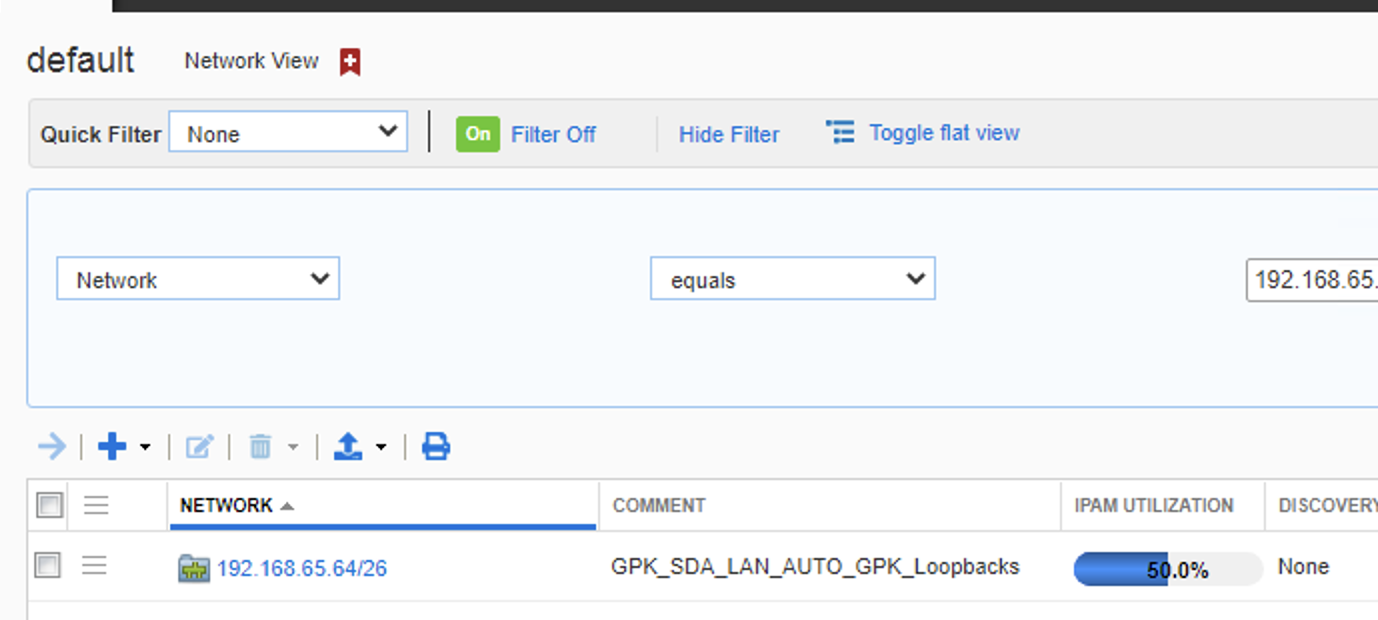 default Network View
Quick Filter None On Filter Off Hide Filter Toggle flat view
Network equals 192.168.65.
NETWORK COMMENT IPAM UTILIZATION DISCOVERY
192.168.65.64/26 GPK_SDA_LAN_AUTO_GPK_Loopbacks 50.0% None